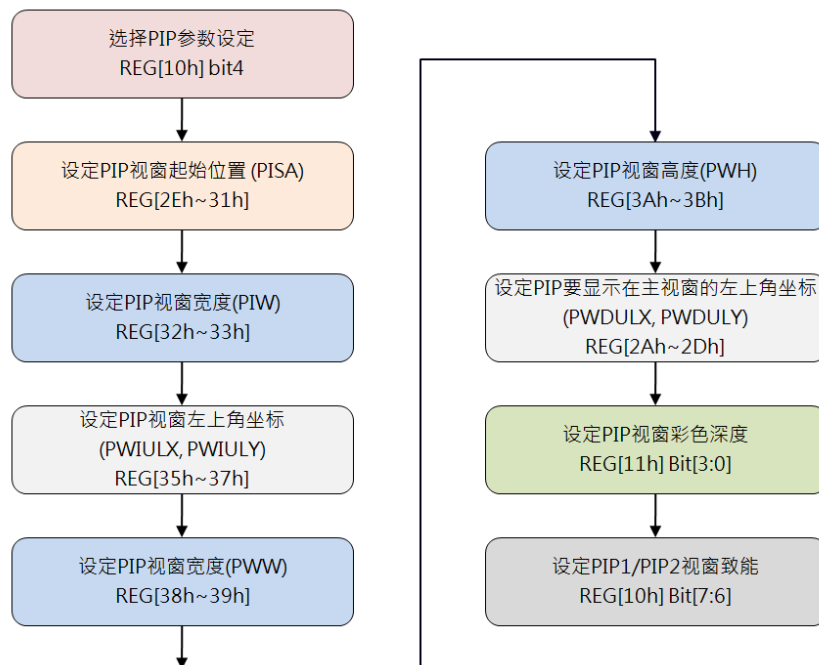 选择PIP参数设定
REG[10h] bit4
设定PIP视窗起始位置 (PISA)
REG[2Eh~31h]
设定PIP视窗宽度(PIW)
REG[32h~33h]
设定PIP视窗左上角坐标
(PWIULX, PWIULY)
REG[35h~37h]
设定PIP视窗宽度(PWW)
REG[38h~39h]
设定PIP视窗高度(PWH)
REG[3Ah~3Bh]
设定PIP要显示在主视窗的左上角坐标
(PWDULX, PWDULY)
REG[2Ah~2Dh]
设定PIP视窗彩色深度
REG[11h] Bit[3:0]
设定PIP1/PIP2视窗致能
REG[10h] Bit[7:6]